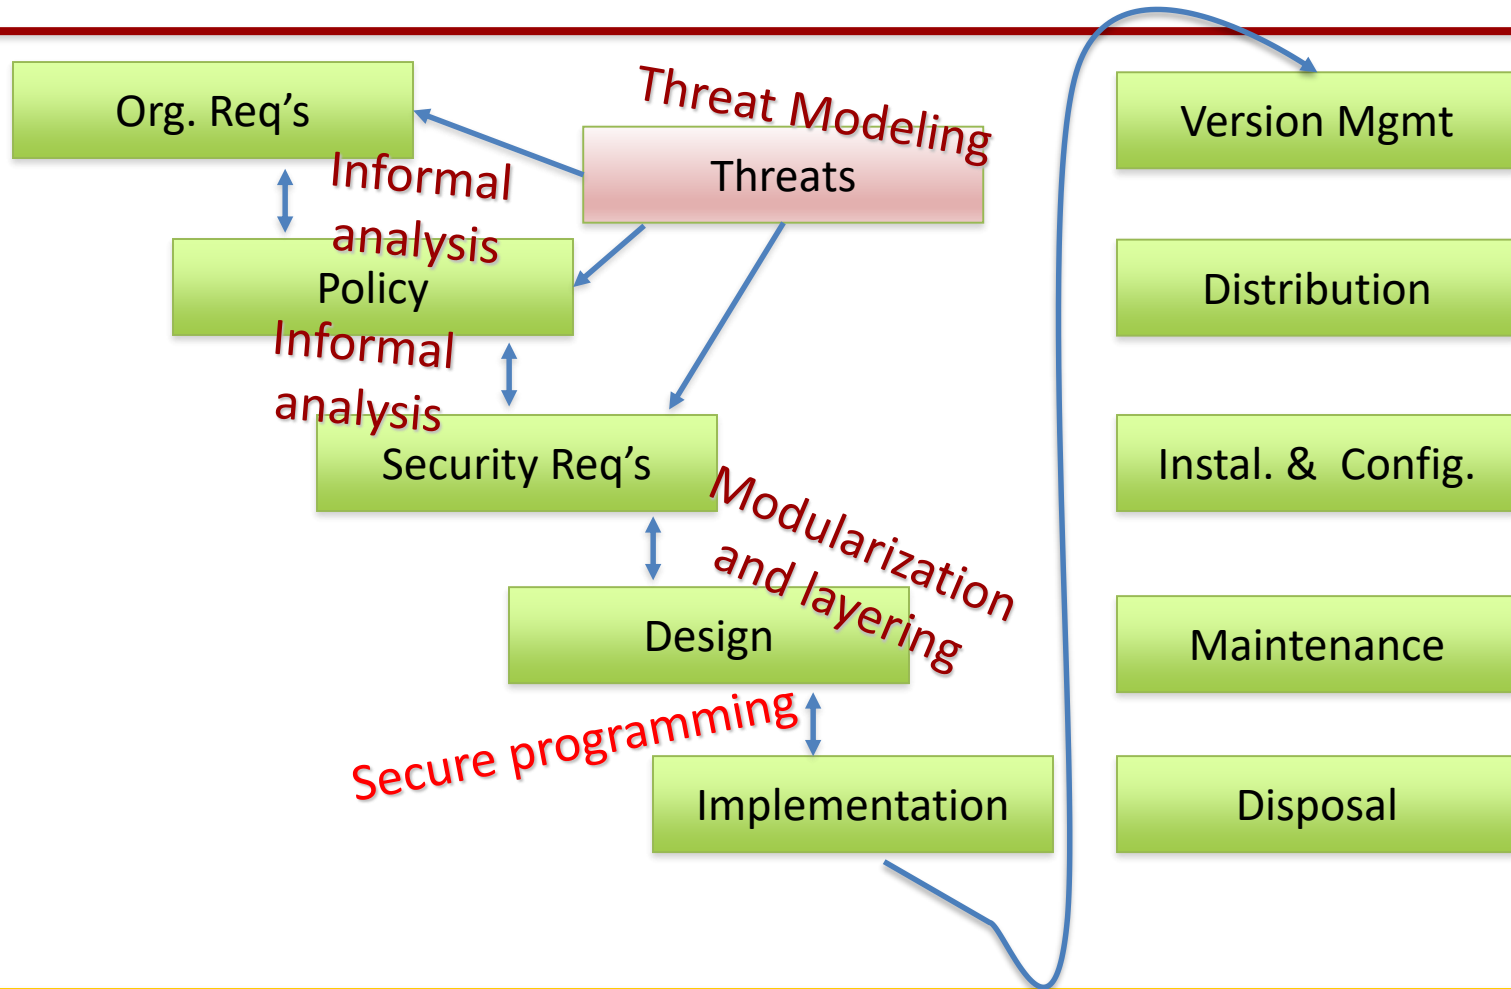 Org. Req's
Threat Modeling
Threats
Informal
analysis
Policy
Informal
analysis
Security Req's
Modularization
and layering
Design
Secure programming
Implementation
Version Mgmt
Distribution
Instal. &  Config.
Maintenance
Disposal